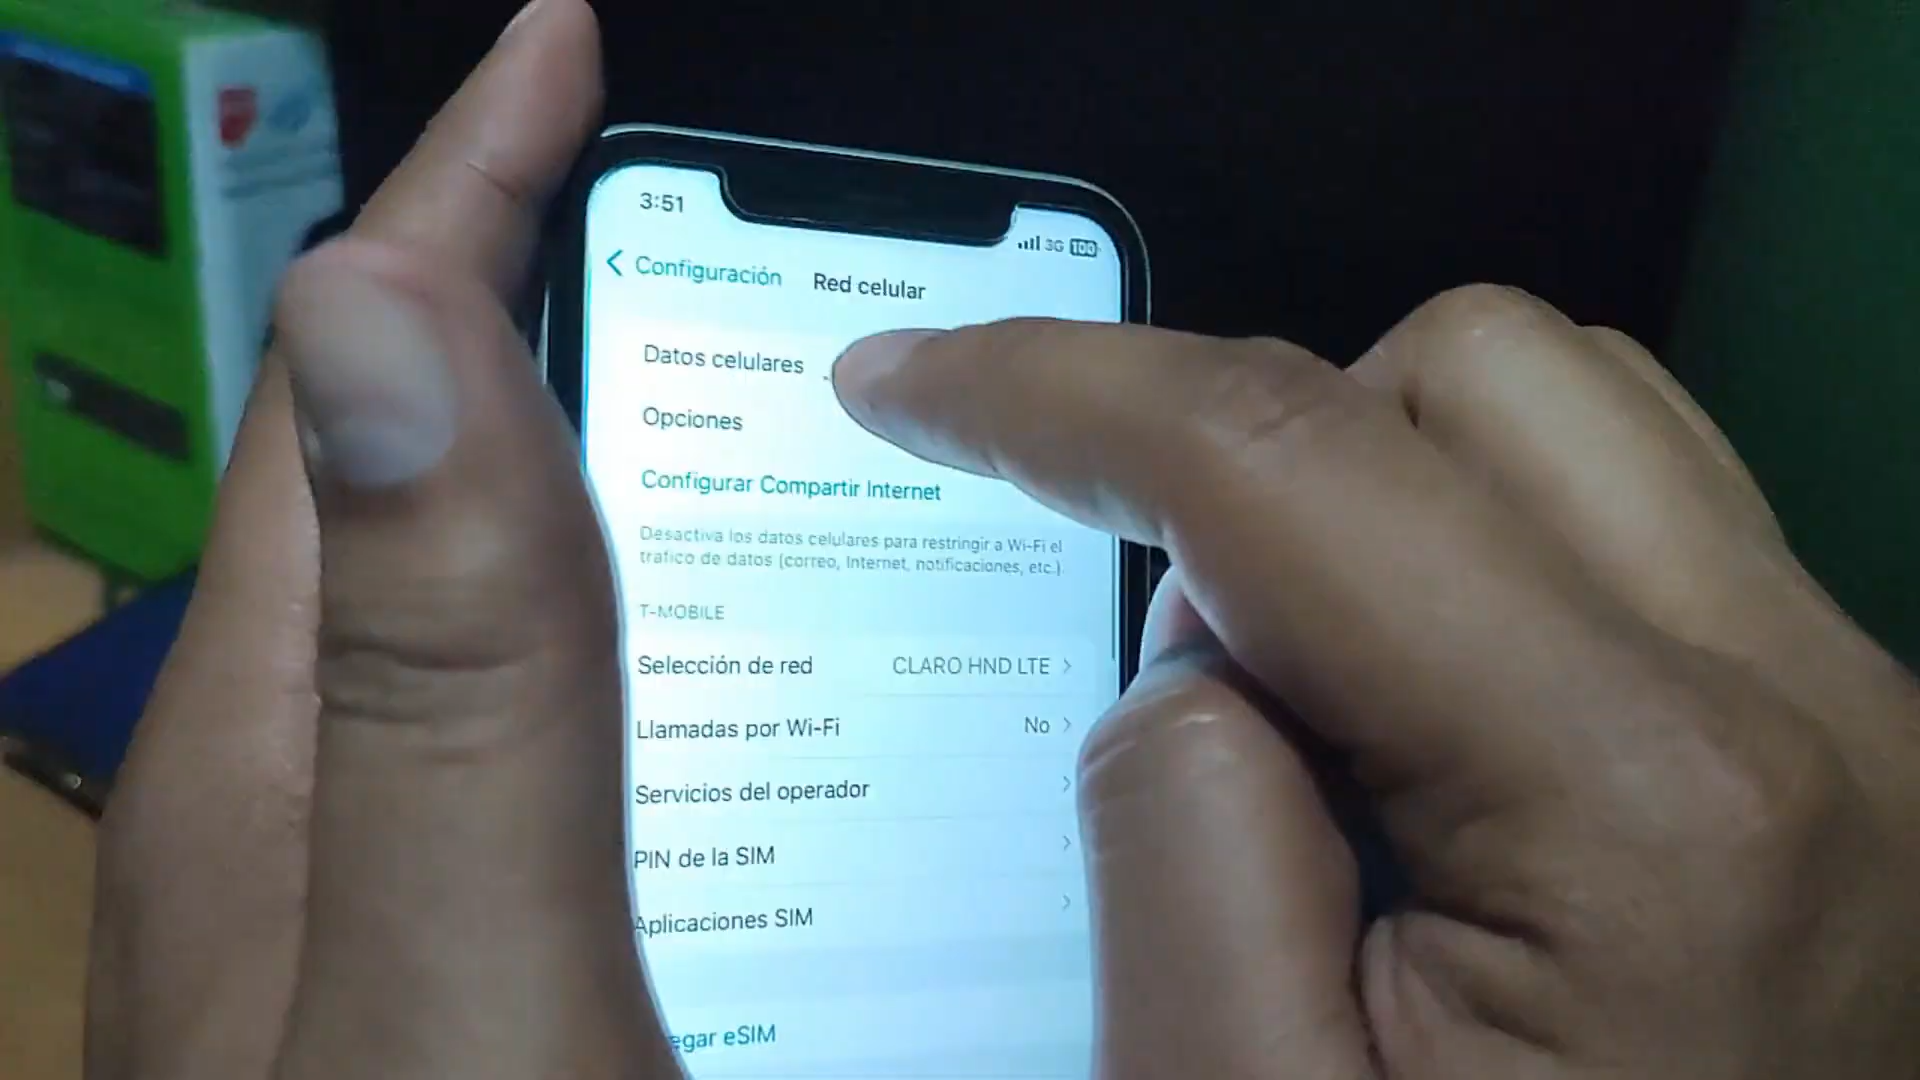 3:51
3G 100
Configuración
Red celular
Datos celulares
Opciones
Configurar Compartir Internet
Desactiva los datos celulares para restringir a Wi-Fi el
trafico de datos (correo, Internet, notificaciones, etc.).
T-MOBILE
Selección de red CLARO HND LTE
Llamadas por Wi-Fi No
Servicios del operador
PIN de la SIM
Aplicaciones SIM
egar eSIM